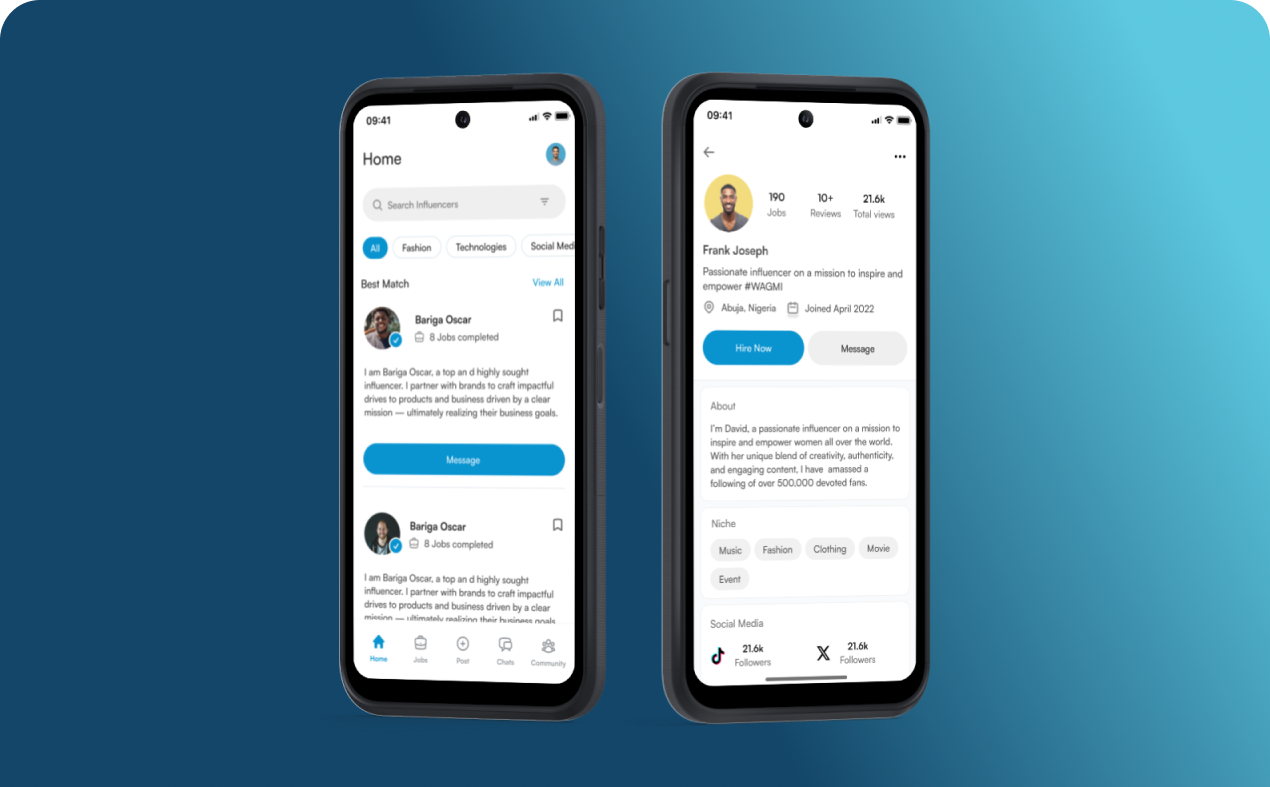 09:41
Home
Search Influencers
All
Fashion
Technologies
Social Medi
Best Match
View All
Bariga Oscar
8 Jobs completed
I am Bariga Oscar, a top an d highly sought
influencer. I partner with brands to craft impactful
drives to products and business driven by a clear
mission — ultimately realizing their business goals.
Message
Bariga Oscar
8 Jobs completed
I am Bariga Oscar, a top an d highly sought
influencer. I partner with brands to craft impactful
drives to products and business driven by a clear
mission — ultimately realizing their business goals.
Home
Jobs
Post
Chats
Community
09:41
190
Jobs
10+
Reviews
21.6k
Total views
Frank Joseph
Passionate influencer on a mission to inspire and
empower #WAGMI
Abuja, Nigeria
Joined April 2022
Hire Now
Message
About
I'm David, a passionate influencer on a mission to
inspire and empower women all over the world.
With her unique blend of creativity, authenticity,
and engaging content, I have amassed a
following of over 500.000 devoted fans.
Niche
Music
Fashion
Clothing
Movie
Event
Social Media
21.6k
Followers
21.6k
Followers